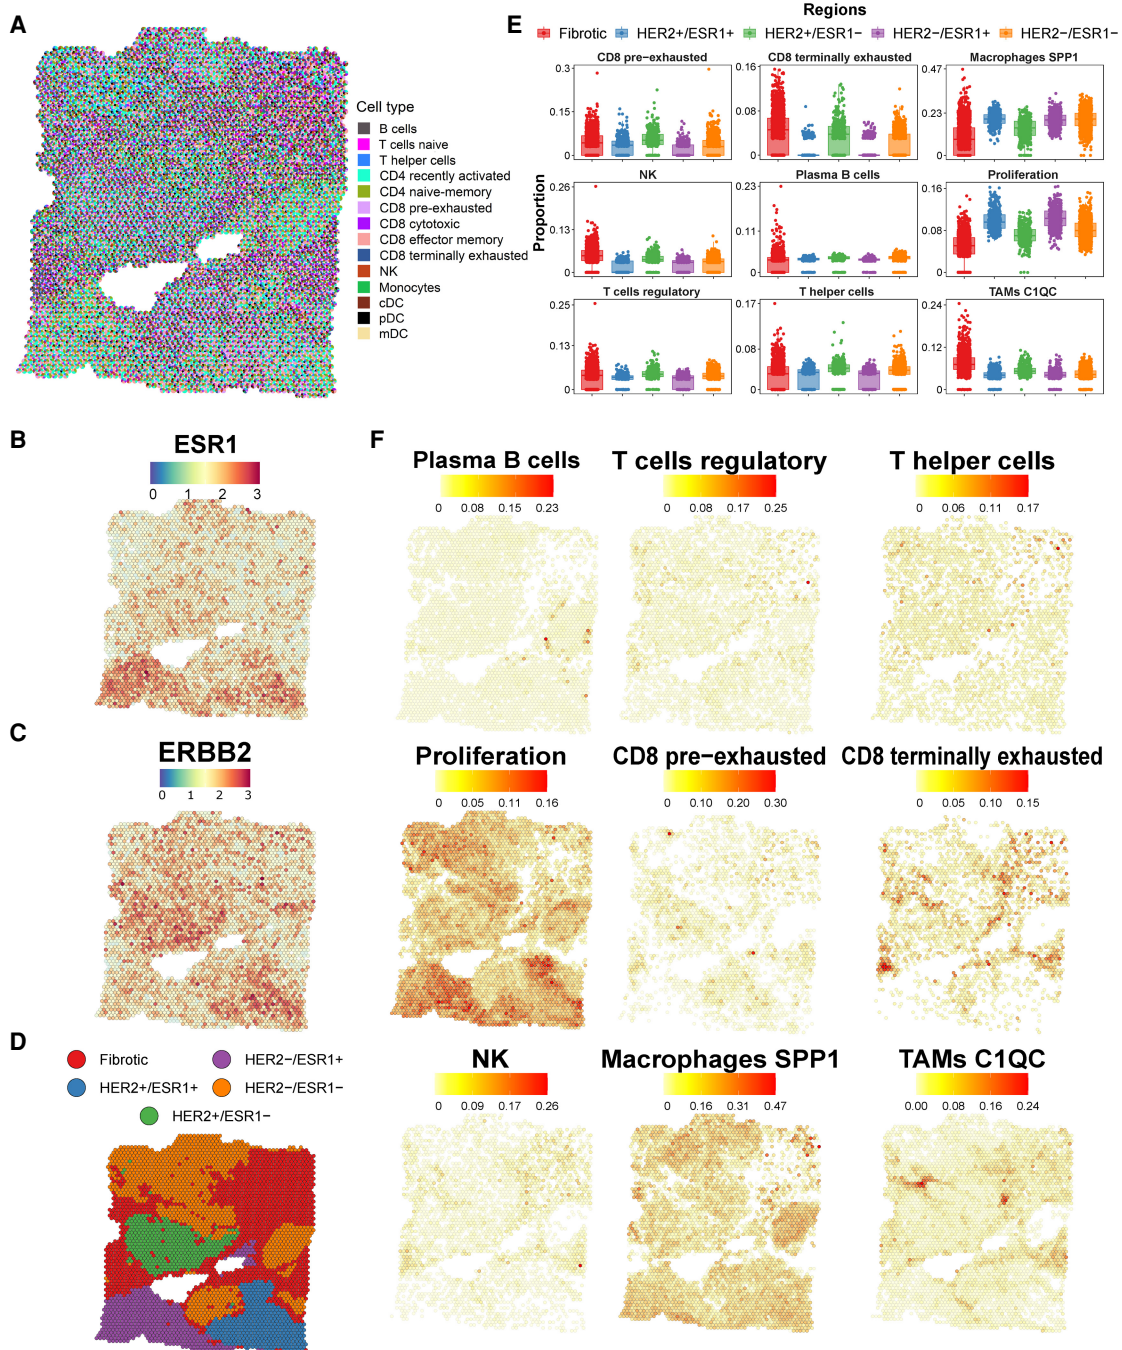 A
Cell type
B cells
T cells naive
T helper cells
CD4 recently activated
CD4 naive-memory
CD8 pre-exhausted
CD8 cytotoxic
CD8 effector memory
CD8 terminally exhausted
NK
Monocytes
cDC
pDC
mDC
E
Regions
Fibrotic HER2+/ESR1+ HER2+/ESR1− HER2−/ESR1+ HER2−/ESR1−
Proportion
CD8 pre−exhausted CD8 terminally exhausted Macrophages SPP1
0.3 0.16 0.47
0.15 0.08 0.23
0 0 0
NK Plasma B cells Proliferation
0.26 0.23 0.16
0.13 0.11 0.08
0 0 0
T cells regulatory T helper cells TAMs C1QC
0.25 0.17 0.24
0.13 0.08 0.12
0 0 0
B
ESR1
0 1 2 3
C
ERBB2
0 1 2 3
D
Fibrotic HER2−/ESR1+
HER2+/ESR1+ HER2−/ESR1−
HER2+/ESR1−
F
Plasma B cells T cells regulatory T helper cells
0 0.08 0.15 0.23 0 0.08 0.17 0.25 0 0.06 0.11 0.17
Proliferation CD8 pre−exhausted CD8 terminally exhausted
0 0.05 0.11 0.16 0 0.10 0.20 0.30 0 0.05 0.10 0.15
NK Macrophages SPP1 TAMs C1QC
0 0.09 0.17 0.26 0 0.16 0.31 0.47 0.00 0.08 0.16 0.24